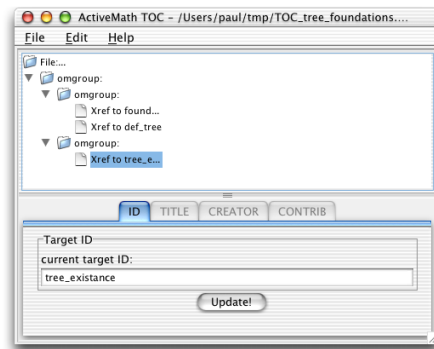 ActiveMath TOC - /Users/paul/tmp/TOC_tree_foundations....
File Edit Help
File:...
omgroup:
omgroup:
Xref to found...
Xref to def_tree
omgroup:
Xref to tree_e...
ID TITLE CREATOR CONTRIB
Target ID
current target ID:
tree_existance
Update!